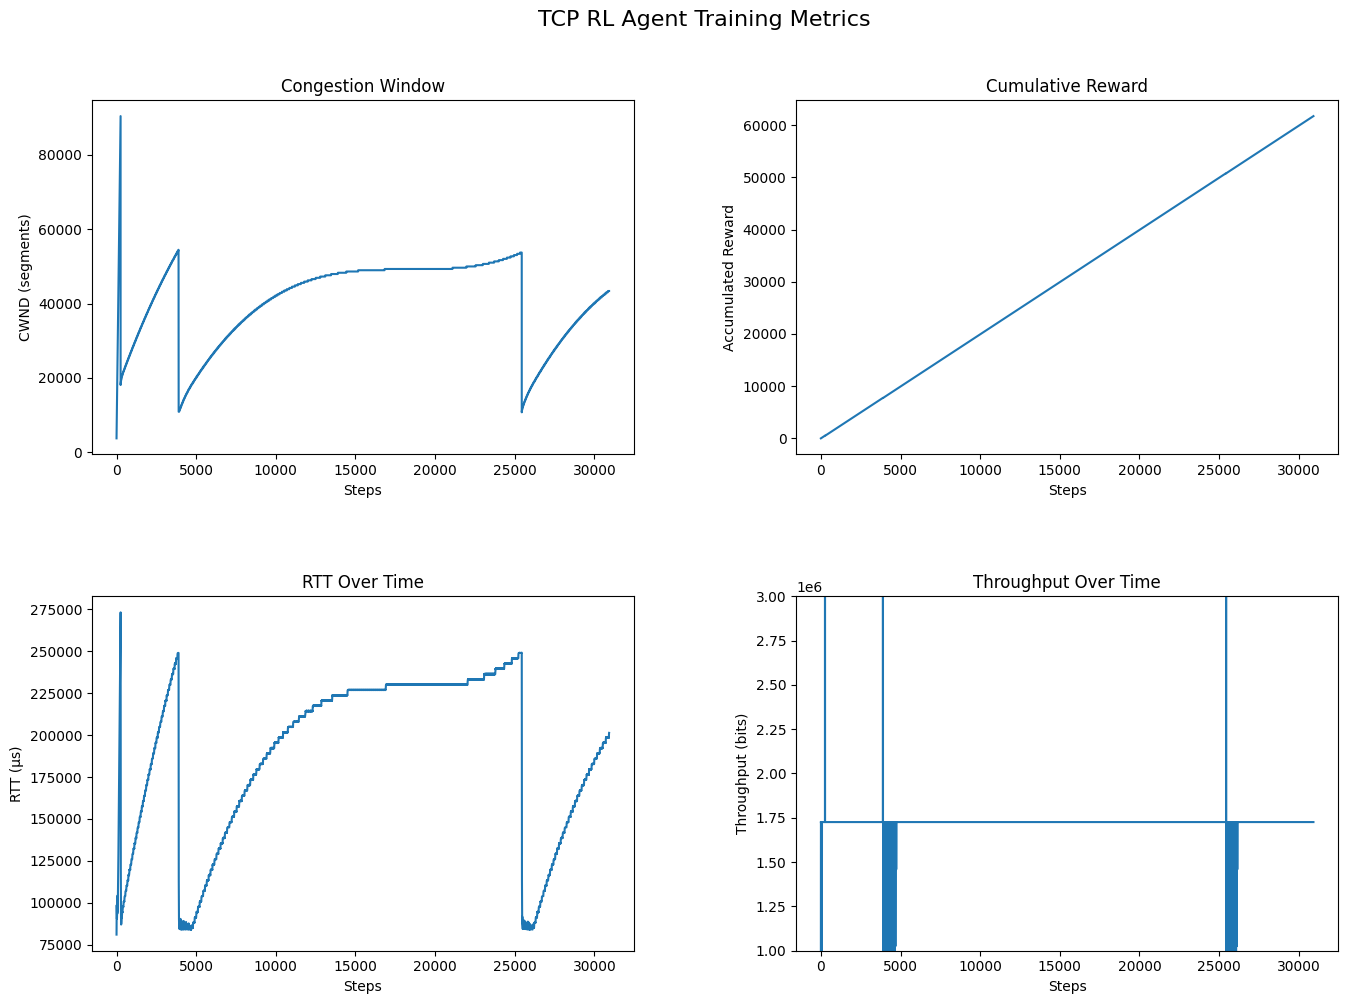 TCP RL Agent Training Metrics
Congestion Window
CWND (segments)
80000
60000
40000
20000
0
0 5000 10000 15000 20000 25000 30000
Steps
Cumulative Reward
Accumulated Reward
60000
50000
40000
30000
20000
10000
0
0 5000 10000 15000 20000 25000 30000
Steps
RTT Over Time
RTT (μs)
275000
250000
225000
200000
175000
150000
125000
100000
75000
0 5000 10000 15000 20000 25000 30000
Steps
Throughput Over Time
1e6
Throughput (bits)
3.00
2.75
2.50
2.25
2.00
1.75
1.50
1.25
1.00
0 5000 10000 15000 20000 25000 30000
Steps